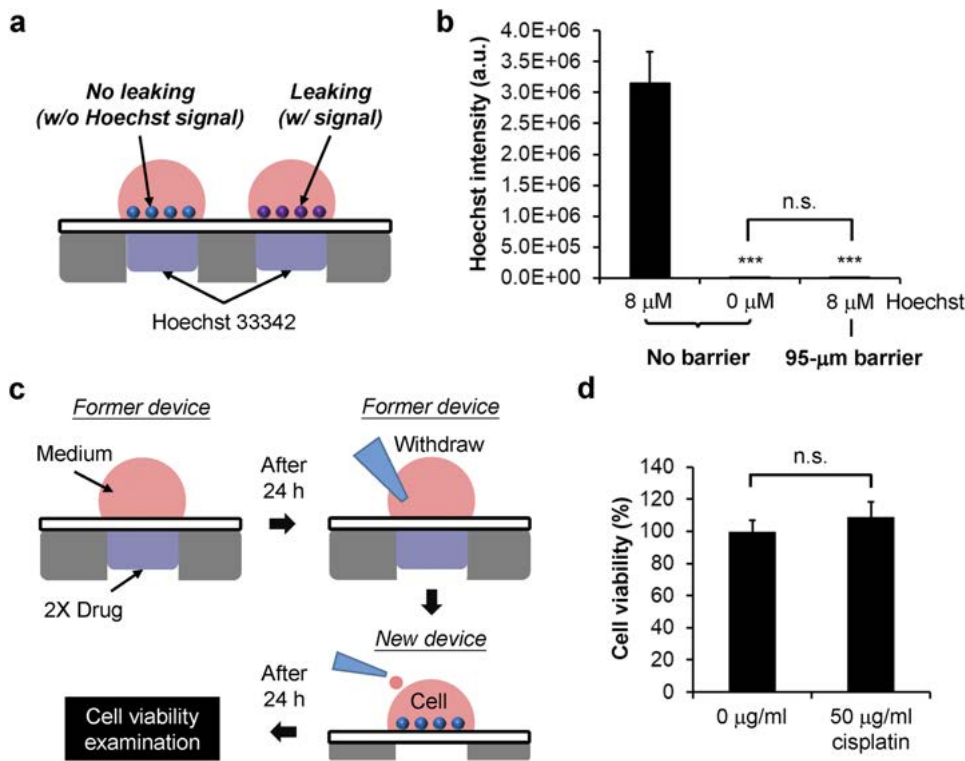 a
No leaking
(w/o Hoechst signal)
Leaking
(w/ signal)
Hoechst 33342
b
Hoechst intensity (a.u.)
4.0E+06
3.5E+06
3.0E+06
2.5E+06
2.0E+06
1.5E+06
1.0E+06
5.0E+05
0.0E+00
n.s.
*** ***
8 μM 0 μM 8 μM Hoechst
No barrier 95-μm barrier
c
Former device
Medium
2X Drug
After
24 h
Former device
Withdraw
New device
Cell
After
24 h
Cell viability
examination
d
Cell viability (%)
140
120
100
80
60
40
20
0
n.s.
0 μg/ml 50 μg/ml
cisplatin